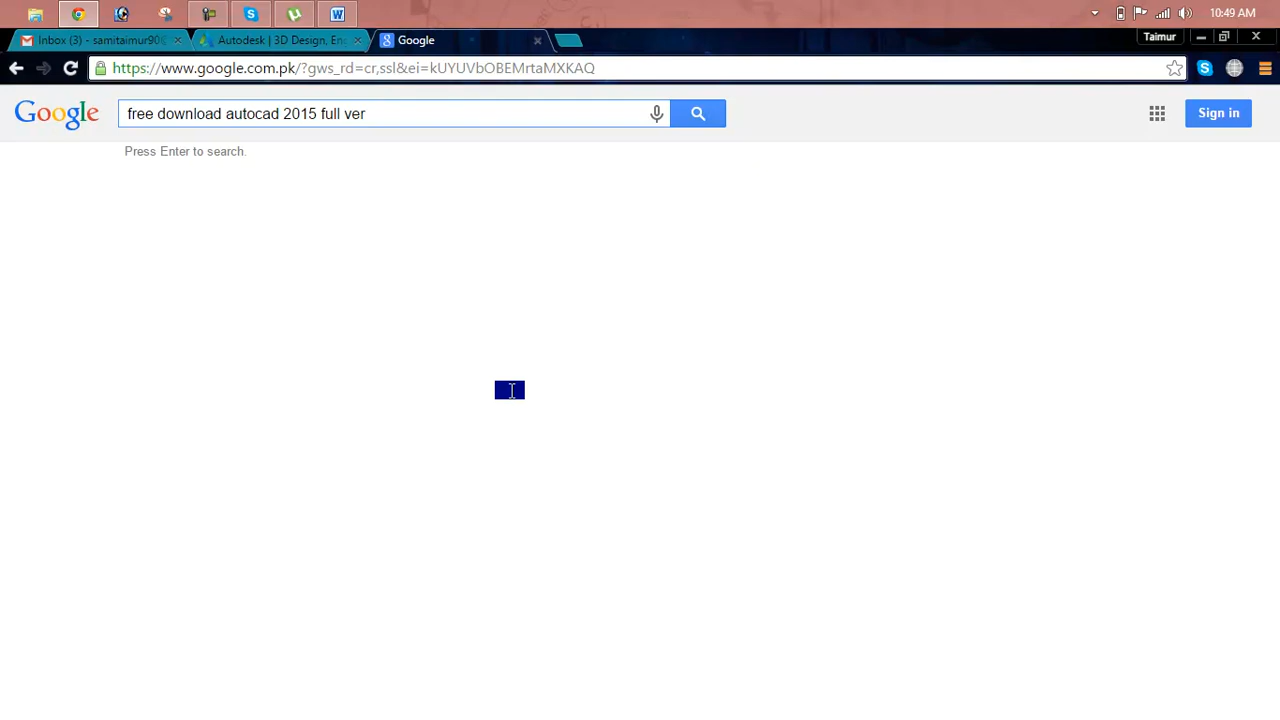 10:49 AM
Inbox (3) - samitaimur90
Autodesk | 3D Design, Eng
Google
Taimur
https://www.google.com.pk/?gws_rd=cr,ssl&ei=kUYUVbOBEMrtaMXKAQ
Google
free download autocad 2015 full ver
Sign in
Press Enter to search.